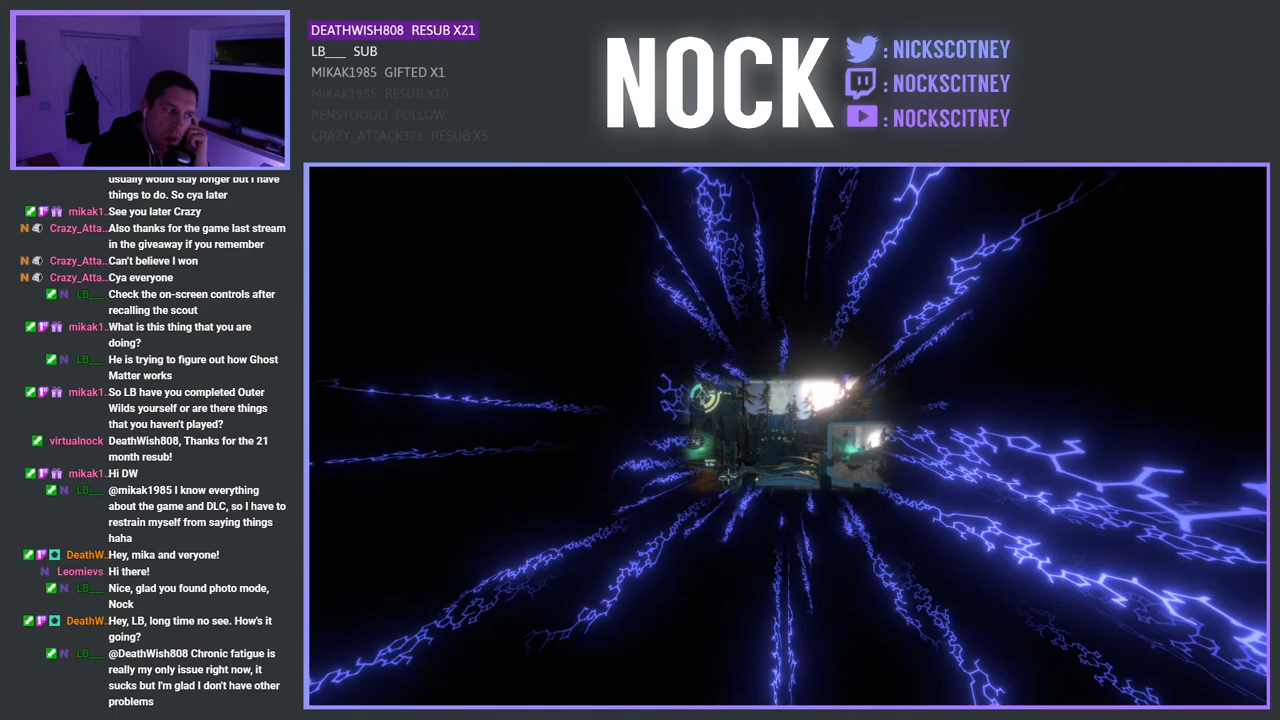 DEATHWISH808 RESUB X21
LB___ SUB
MIKAK1985 GIFTED X1
MIKAK1985 RESUB X10
RENSTOOOO FOLLOW
CRAZY_ATTACK371 RESUB X5
NOCK
: NICKSCOTNEY
: NOCKSCITNEY
: NOCKSCITNEY
usually would stay longer but I have
things to do. So cya later
mikak1.. See you later Crazy
N Crazy_Atta.. Also thanks for the game last stream
in the giveaway if you remember
N Crazy_Atta.. Can't believe I won
N Crazy_Atta.. Cya everyone
N LB___ Check the on-screen controls after
recalling the scout
mikak1.. What is this thing that you are
doing?
N LB___ He is trying to figure out how Ghost
Matter works
mikak1.. So LB have you completed Outer
Wilds yourself or are there things
that you haven't played?
virtualnock DeathWish808, Thanks for the 21
month resub!
mikak1.. Hi DW
N LB___ @mikak1985 I know everything
about the game and DLC, so I have to
restrain myself from saying things
haha
DeathW.. Hey, mika and veryone!
N Leomievs Hi there!
N LB___ Nice, glad you found photo mode,
Nock
DeathW.. Hey, LB, long time no see. How's it
going?
N LB___ @DeathWish808 Chronic fatigue is
really my only issue right now, it
sucks but I'm glad I don't have other
problems